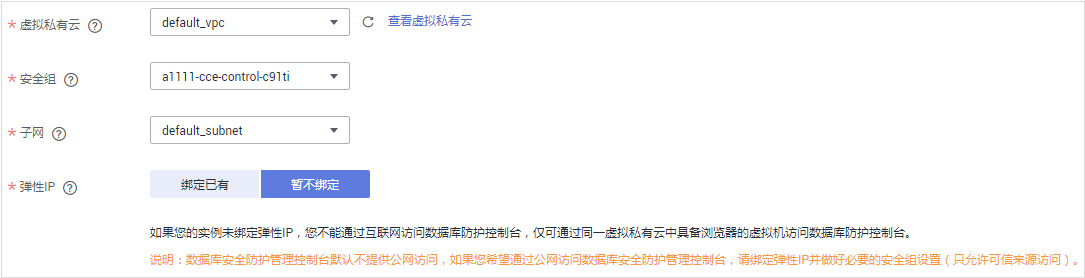 * 虚拟私有云 ? default_vpc 查看虚拟私有云
* 安全组 ? a1111-cce-control-c91ti
* 子网 ? default_subnet
* 弹性IP ? 绑定已有 暂不绑定
如果您的实例未绑定弹性IP，您不能通过互联网访问数据库防护控制台，仅可通过同一虚拟私有云中具备浏览器的虚拟机访问数据库防护控制台。
说明：数据库安全防护管理控制台默认不提供公网访问，如果您希望通过公网访问数据库安全防护管理控制台，请绑定弹性IP并做好必要的安全组设置（只允许可信来源访问）。